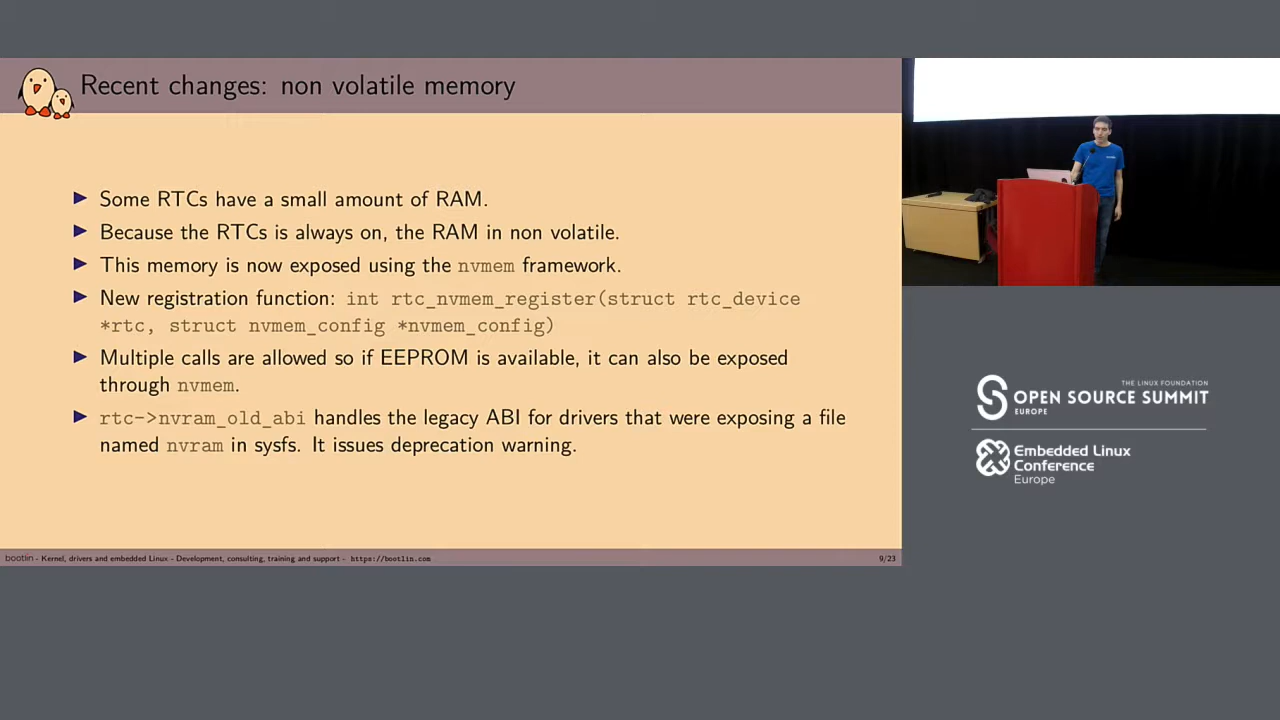 Recent changes: non volatile memory
Some RTCs have a small amount of RAM.
Because the RTCs is always on, the RAM in non volatile.
This memory is now exposed using the nvmem framework.
New registration function: int rtc_nvmem_register(struct rtc_device
*rtc, struct nvmem_config *nvmem_config)
Multiple calls are allowed so if EEPROM is available, it can also be exposed
through nvmem.
rtc->nvram_old_abi handles the legacy ABI for drivers that were exposing a file
named nvram in sysfs. It issues deprecation warning.
bootlin - Kernel, drivers and embedded Linux - Development, consulting, training and support - https://bootlin.com
9/23
THE LINUX FOUNDATION
OPEN SOURCE SUMMIT
EUROPE
Embedded Linux
Conference
Europe